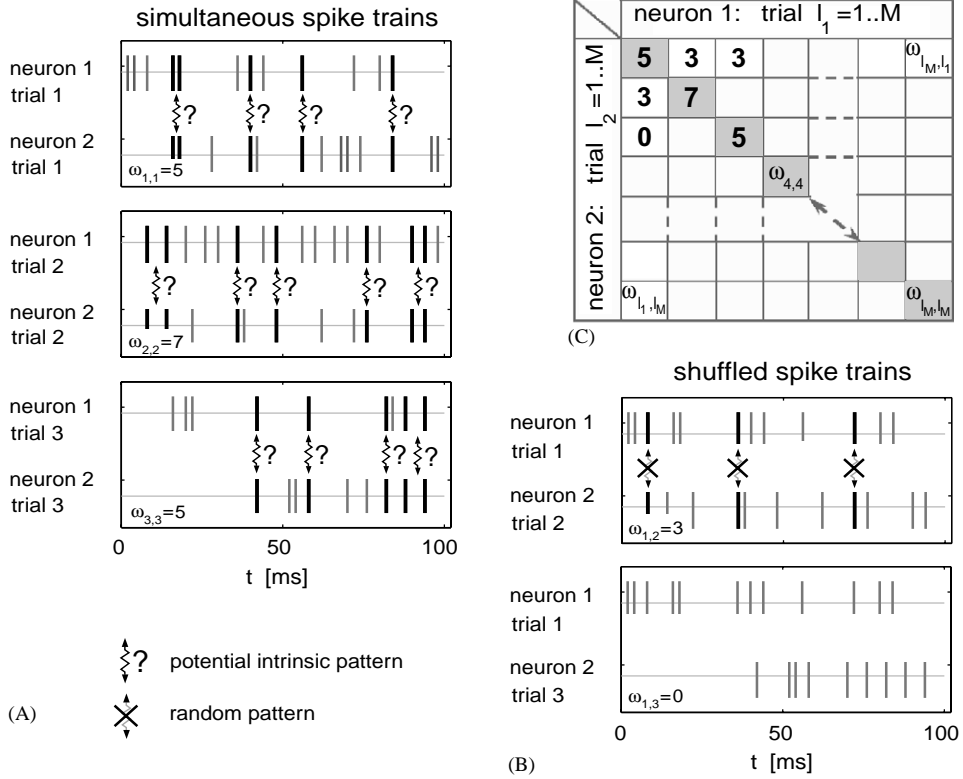 simultaneous spike trains
neuron 1
trial 1
?
?
?
?
neuron 2
trial 1
ω1,1=5
neuron 1
trial 2
?
?
?
?
?
neuron 2
trial 2
ω2,2=7
neuron 1
trial 3
?
?
?
?
neuron 2
trial 3
ω3,3=5
0
50
100
t [ms]
? potential intrinsic pattern
random pattern
(A)
neuron 1: trial l1 =1..M
neuron 2: trial l2 =1..M
5 3 3 ωlM,l1
3 7
0 5
ω4,4
ωl1,lM
ωlM,lM
(C)
shuffled spike trains
neuron 1
trial 1
neuron 2
trial 2
ω1,2=3
neuron 1
trial 1
neuron 2
trial 3
ω1,3=0
0
50
100
t [ms]
(B)